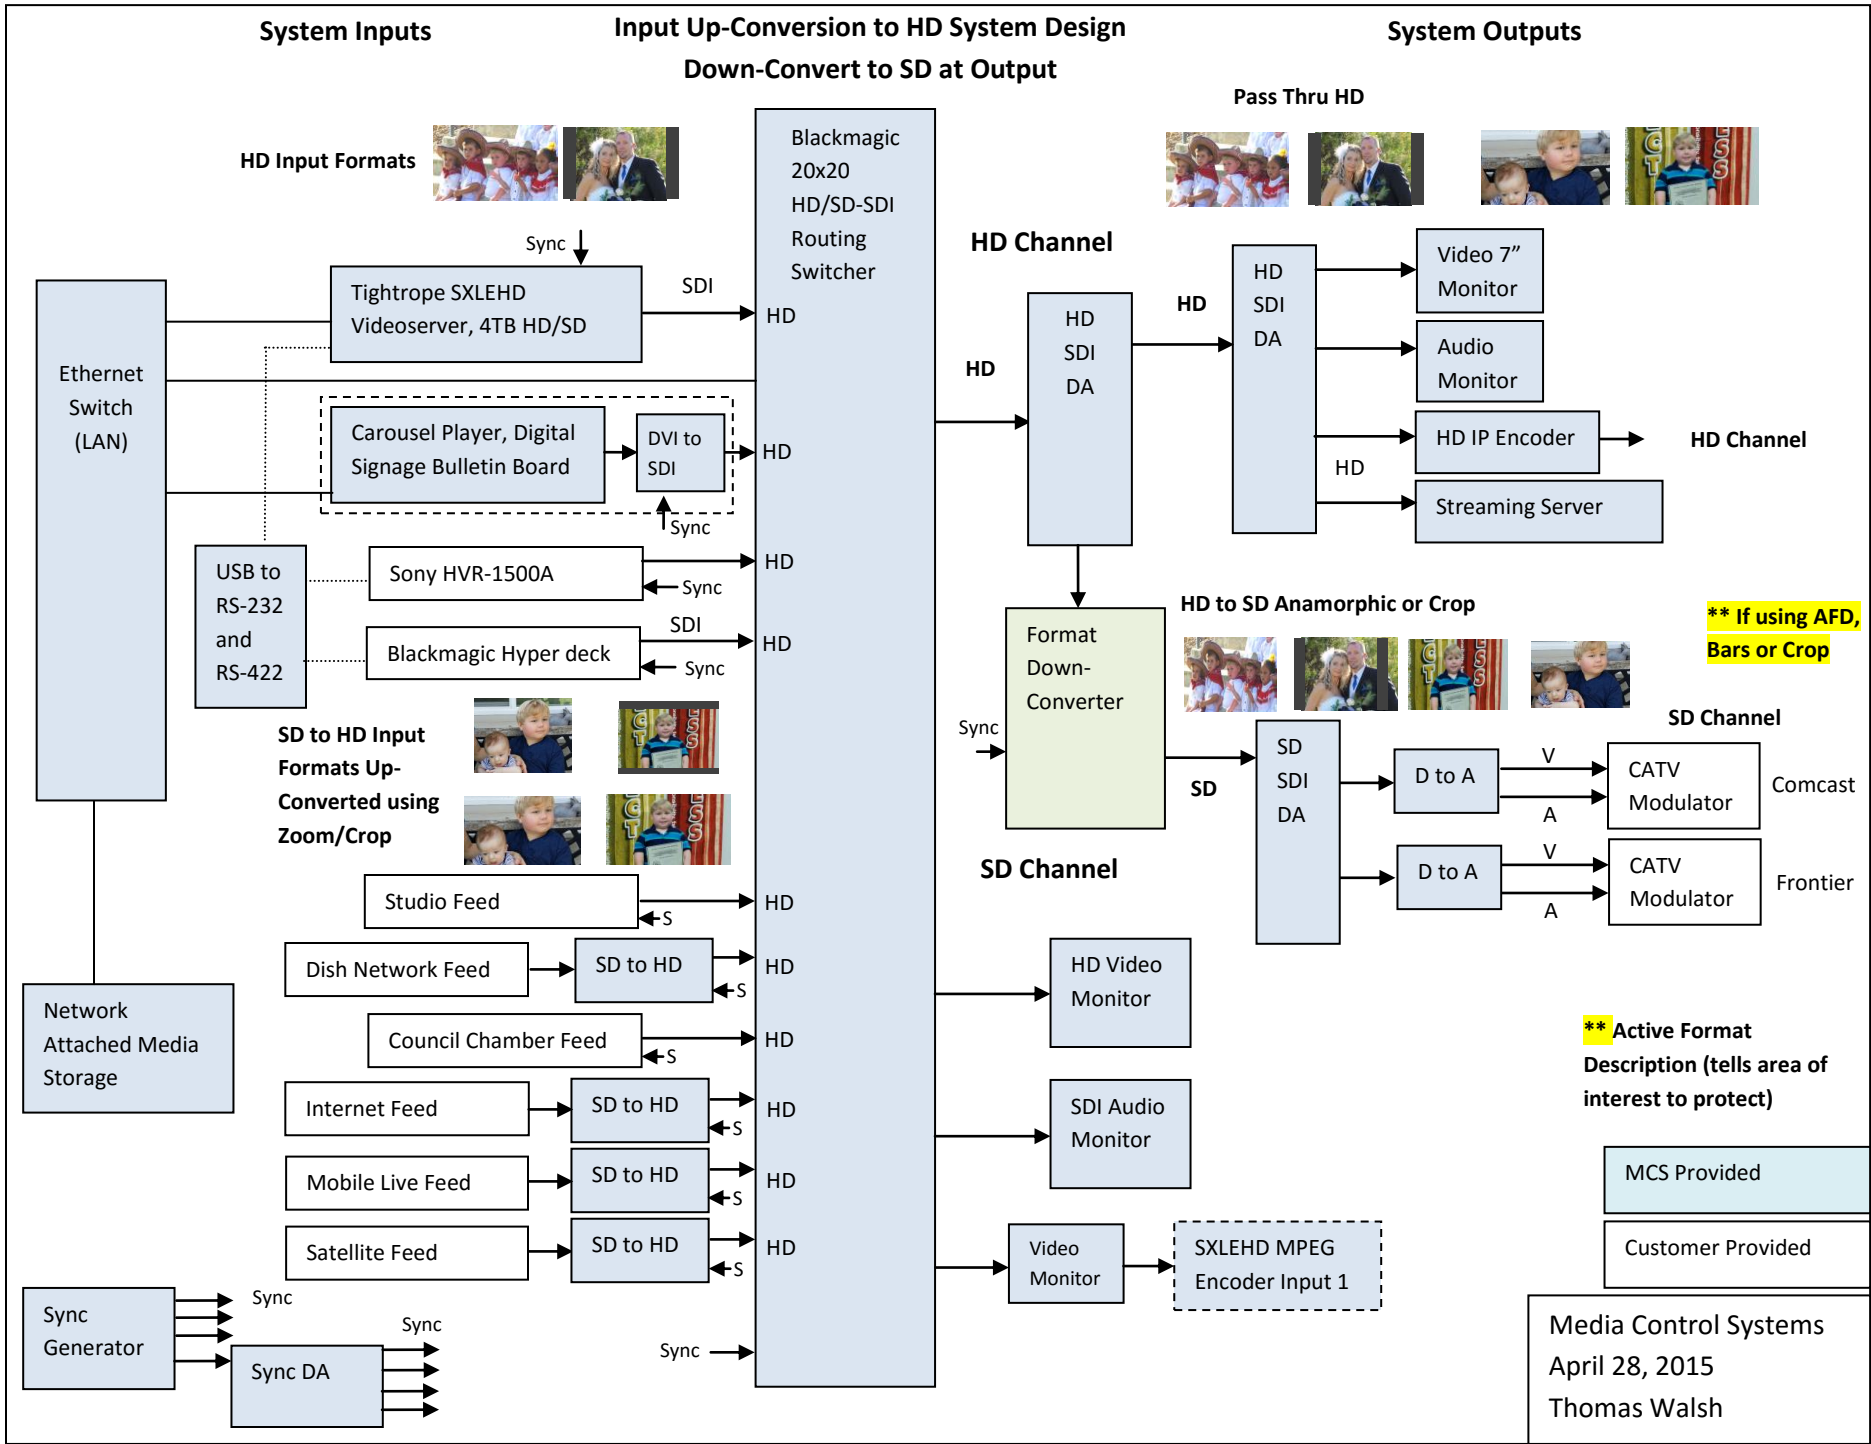 System Inputs
Input Up-Conversion to HD System Design
Down-Convert to SD at Output
System Outputs
HD Input Formats
Pass Thru HD
Blackmagic
20x20
HD/SD-SDI
Routing
Switcher
Sync
Tightrope SXLEHD
Videoserver, 4TB HD/SD
SDI
HD
Ethernet
Switch
(LAN)
Carousel Player, Digital
Signage Bulletin Board
DVI to
SDI
HD
Sync
USB to
RS-232
and
RS-422
Sony HVR-1500A
HD
Sync
Blackmagic Hyper deck
SDI
HD
Sync
SD to HD Input
Formats Up-
Converted using
Zoom/Crop
Studio Feed
S
HD
Dish Network Feed
SD to HD
S
HD
Council Chamber Feed
S
HD
Internet Feed
SD to HD
S
HD
Mobile Live Feed
SD to HD
S
HD
Satellite Feed
SD to HD
S
HD
Network
Attached Media
Storage
Sync
Generator
Sync
Sync DA
Sync
Sync
HD Channel
HD
HD
SDI
DA
HD
HD
SDI
DA
Video 7”
Monitor
Audio
Monitor
HD IP Encoder
HD Channel
HD
Streaming Server
Format
Down-
Converter
Sync
SD
HD to SD Anamorphic or Crop
** If using AFD,
Bars or Crop
SD Channel
SD
SDI
DA
D to A
V
A
CATV
Modulator
Comcast
D to A
V
A
CATV
Modulator
Frontier
SD Channel
HD Video
Monitor
SDI Audio
Monitor
Video
Monitor
SXLEHD MPEG
Encoder Input 1
** Active Format
Description (tells area of
interest to protect)
MCS Provided
Customer Provided
Media Control Systems
April 28, 2015
Thomas Walsh